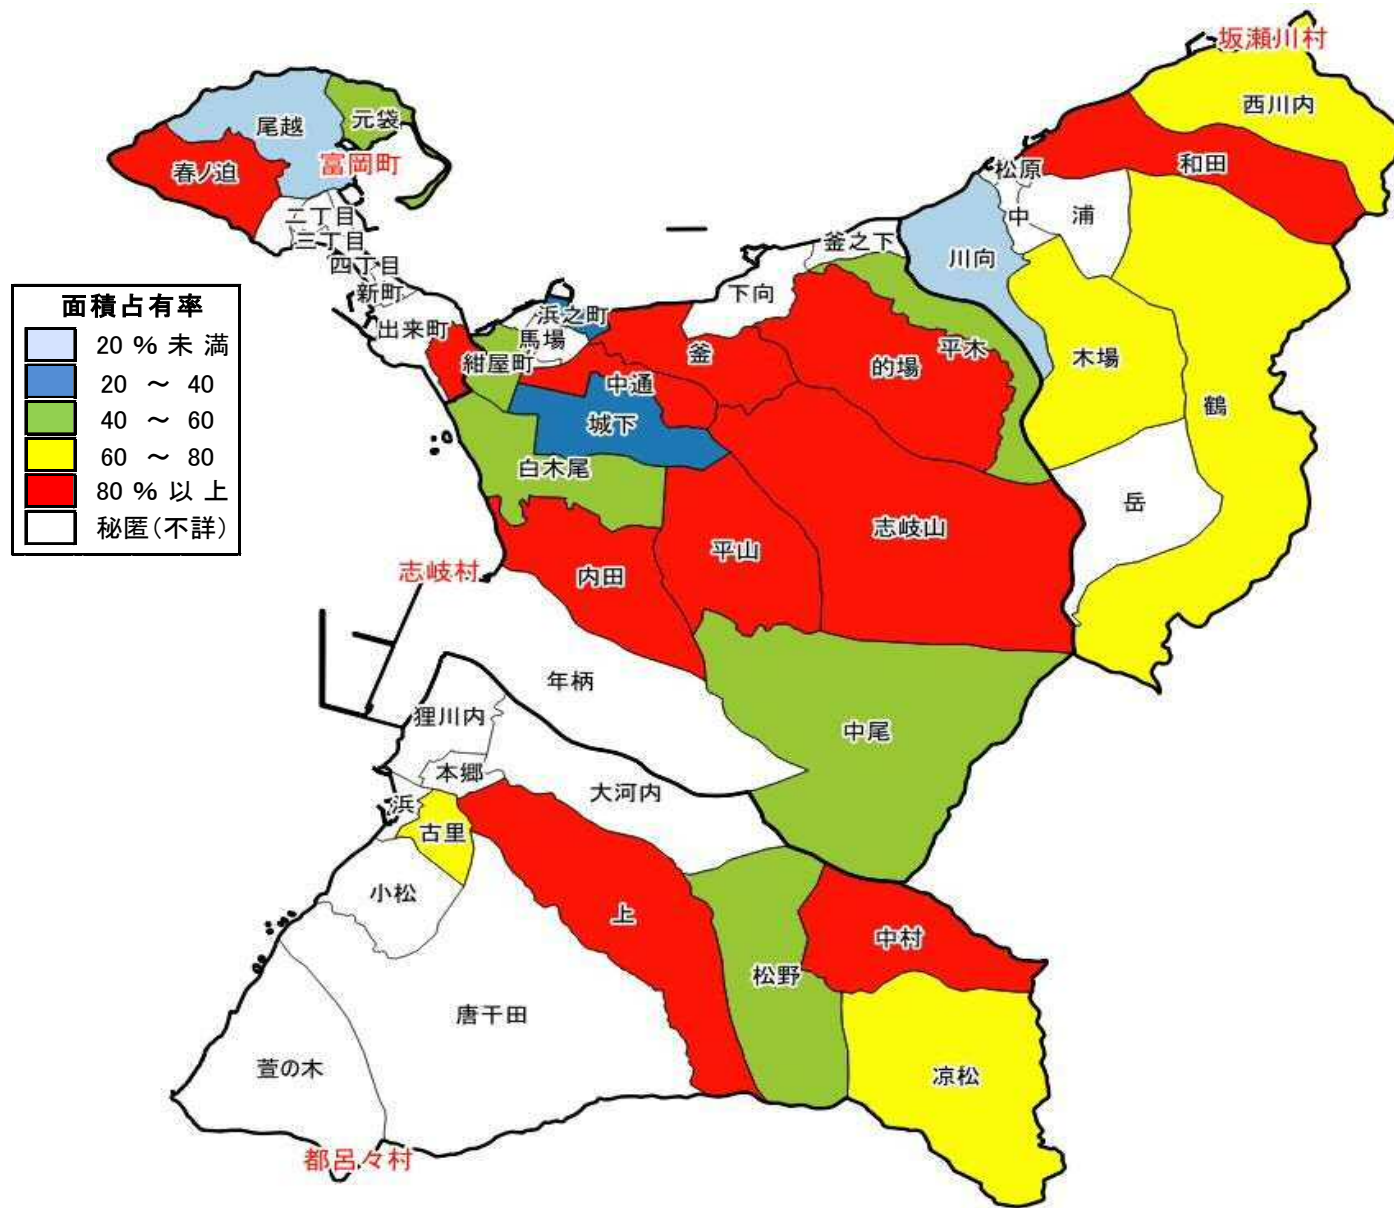 坂瀬川村
西川内
尾越
元袋
富岡町
春ノ迫
和田
松原
二丁目
三丁目
中
浦
釜之下
川向
四丁目
新町
下向
出来町
浜之町
馬場
釜
紺屋町
中通
的場
平木
木場
鶴
城下
白木尾
岳
志岐山
平山
内田
志岐村
年柄
狸川内
中尾
本郷
大河内
浜
古里
小松
上
中村
松野
唐干田
萱の木
凉松
都呂々村
面積占有率
20 % 未 満
20 ～ 40
40 ～ 60
60 ～ 80
80 % 以 上
秘匿(不詳)